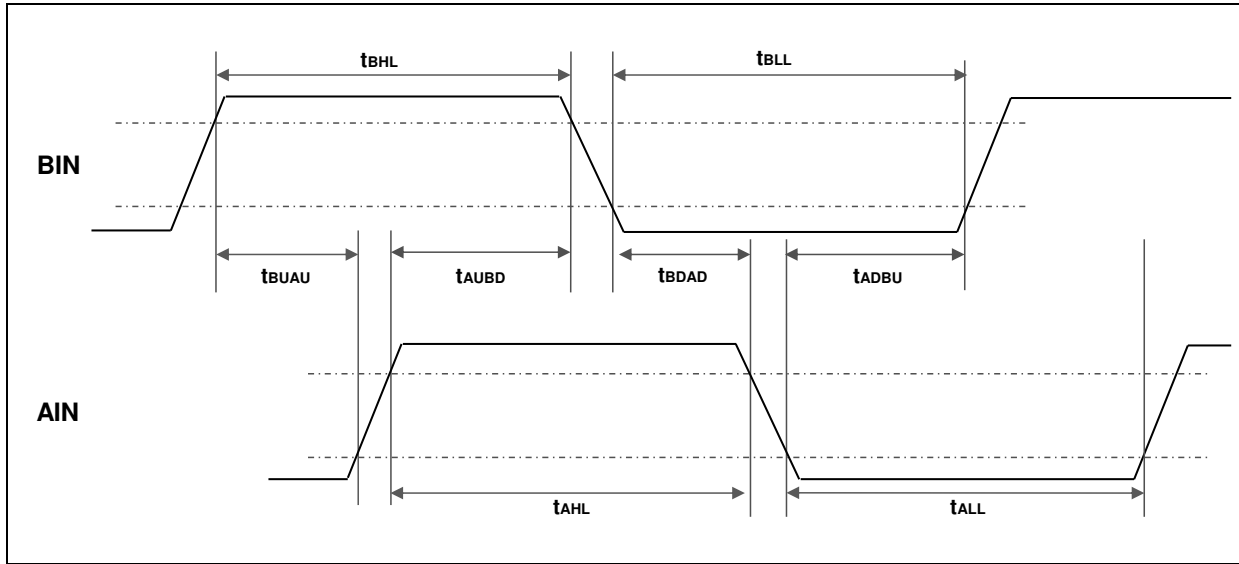 tBHL
tBLL
BIN
tBUAU
tAUBD
tBDAD
tADBU
AIN
tAHL
tALL